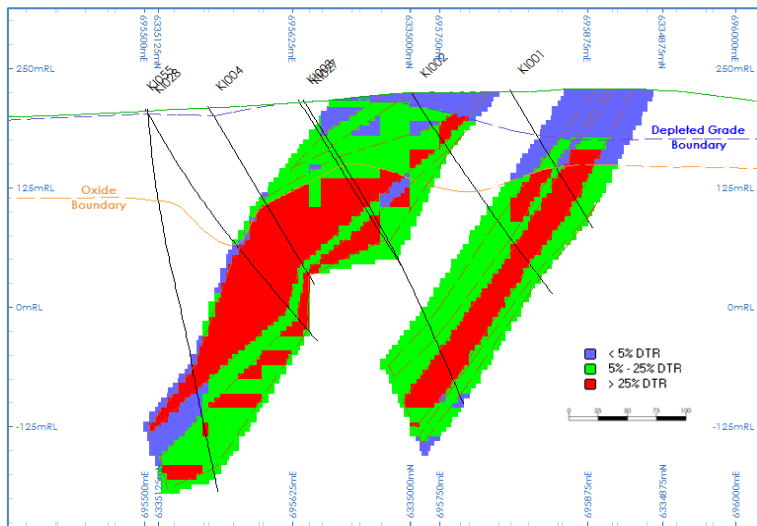 695500mE
6335125mN
695625mE
6335000mN
695750mE
695875mE
6334875mN
696000mE
250mRL
250mRL
KI055
KI028
KI004
KI027
KI002
KI001
Depleted Grade
Boundary
125mRL
125mRL
Oxide
Boundary
0mRL
0mRL
< 5% DTR
5% - 25% DTR
> 25% DTR
0
25
50
75
100
-125mRL
-125mRL
695500mE
6335125mN
695625mE
6335000mN
695750mE
695875mE
6334875mN
696000mE